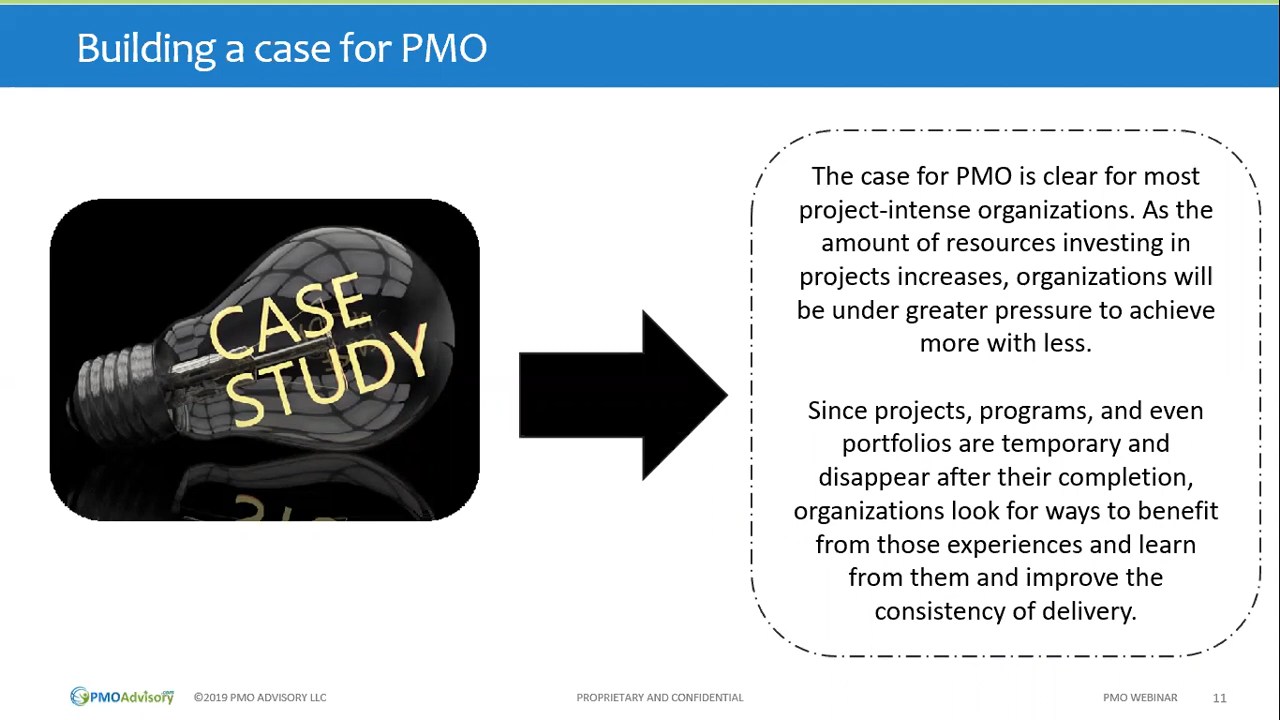 Building a case for PMO
CASE
STUDY
The case for PMO is clear for most
project-intense organizations. As the
amount of resources investing in
projects increases, organizations will
be under greater pressure to achieve
more with less.
Since projects, programs, and even
portfolios are temporary and
disappear after their completion,
organizations look for ways to benefit
from those experiences and learn
from them and improve the
consistency of delivery.
PMOAdvisory.com ©2019 PMO ADVISORY LLC PROPRIETARY AND CONFIDENTIAL PMO WEBINAR 11